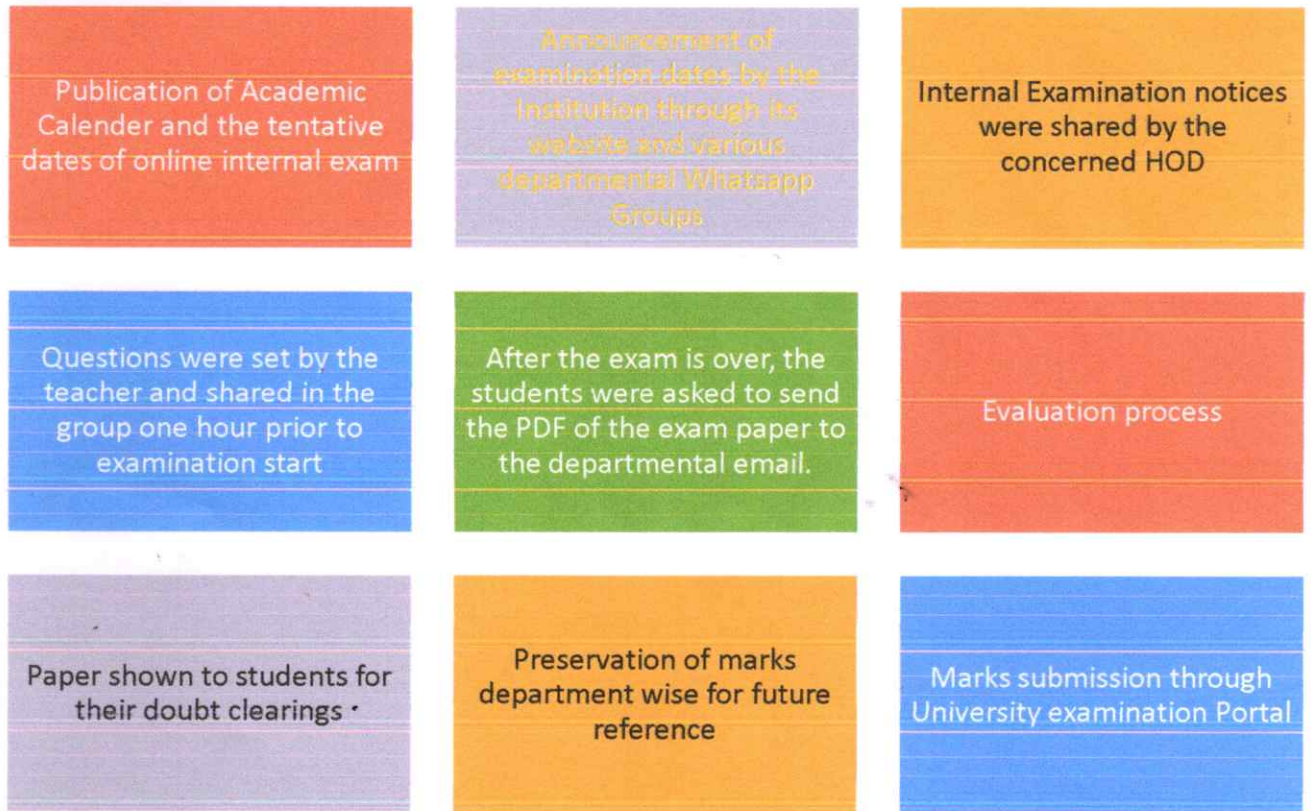 Publication of Academic
Calender and the tentative
dates of online internal exam
Announcement of
examination dates by the
Institution through its
website and various
departmental Whatsapp
Groups
Internal Examination notices
were shared by the
concerned HOD
Questions were set by the
teacher and shared in the
group one hour prior to
examination start
After the exam is over, the
students were asked to send
the PDF of the exam paper to
the departmental email.
Evaluation process
Paper shown to students for
their doubt clearings
Preservation of marks
department wise for future
reference
Marks submission through
University examination Portal